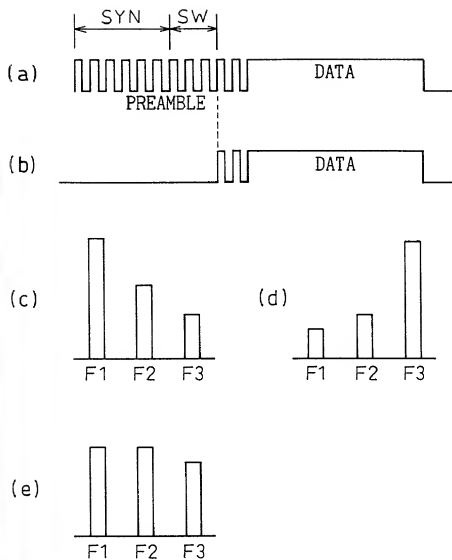 SYN SW
(a) DATA
PREAMBLE
(b) DATA
(c) (d)
F1 F2 F3 F1 F2 F3
(e)
F1 F2 F3